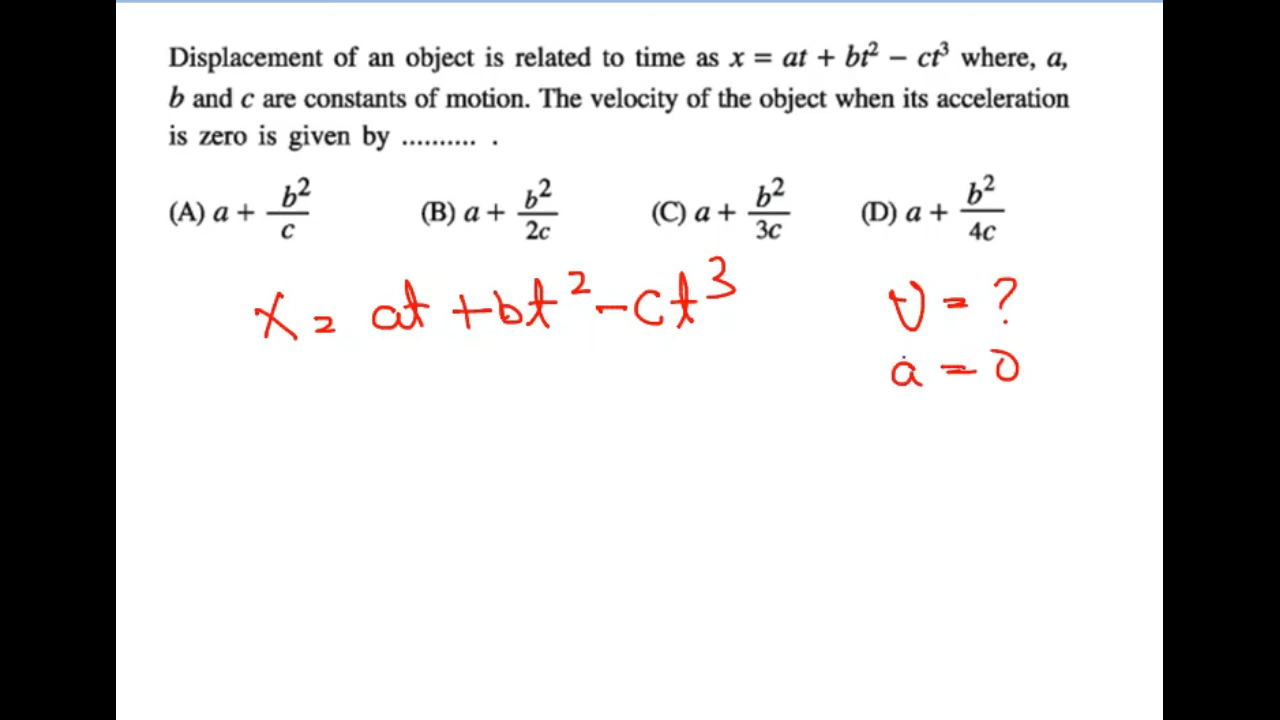 Displacement of an object is related to time as x = at + bt² − ct³ where, a,
b and c are constants of motion. The velocity of the object when its acceleration
is zero is given by .......... .
(A) a + b²/c (B) a + b²/2c (C) a + b²/3c (D) a + b²/4c
x = at + bt² − ct³ v = ?
a = 0